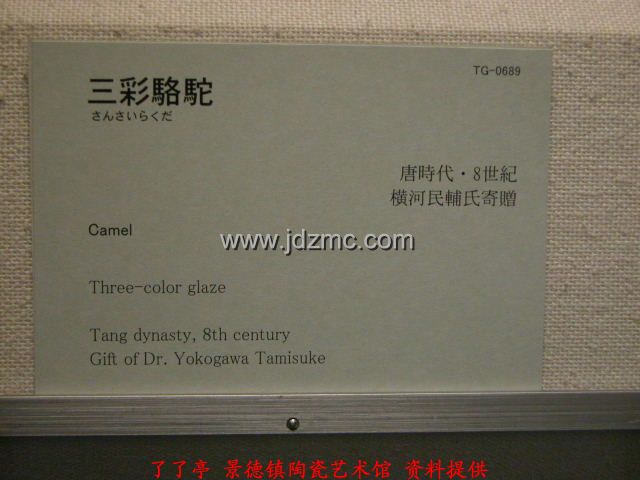 TG-0689
三彩駱駝
さんさいらくだ
唐時代・8世紀
横河民輔氏寄贈
Camel
www.jdzmc.com
Three-color glaze
Tang dynasty, 8th century
Gift of Dr. Yokogawa Tamisuke
了了亭 景德镇陶瓷艺术馆 资料提供